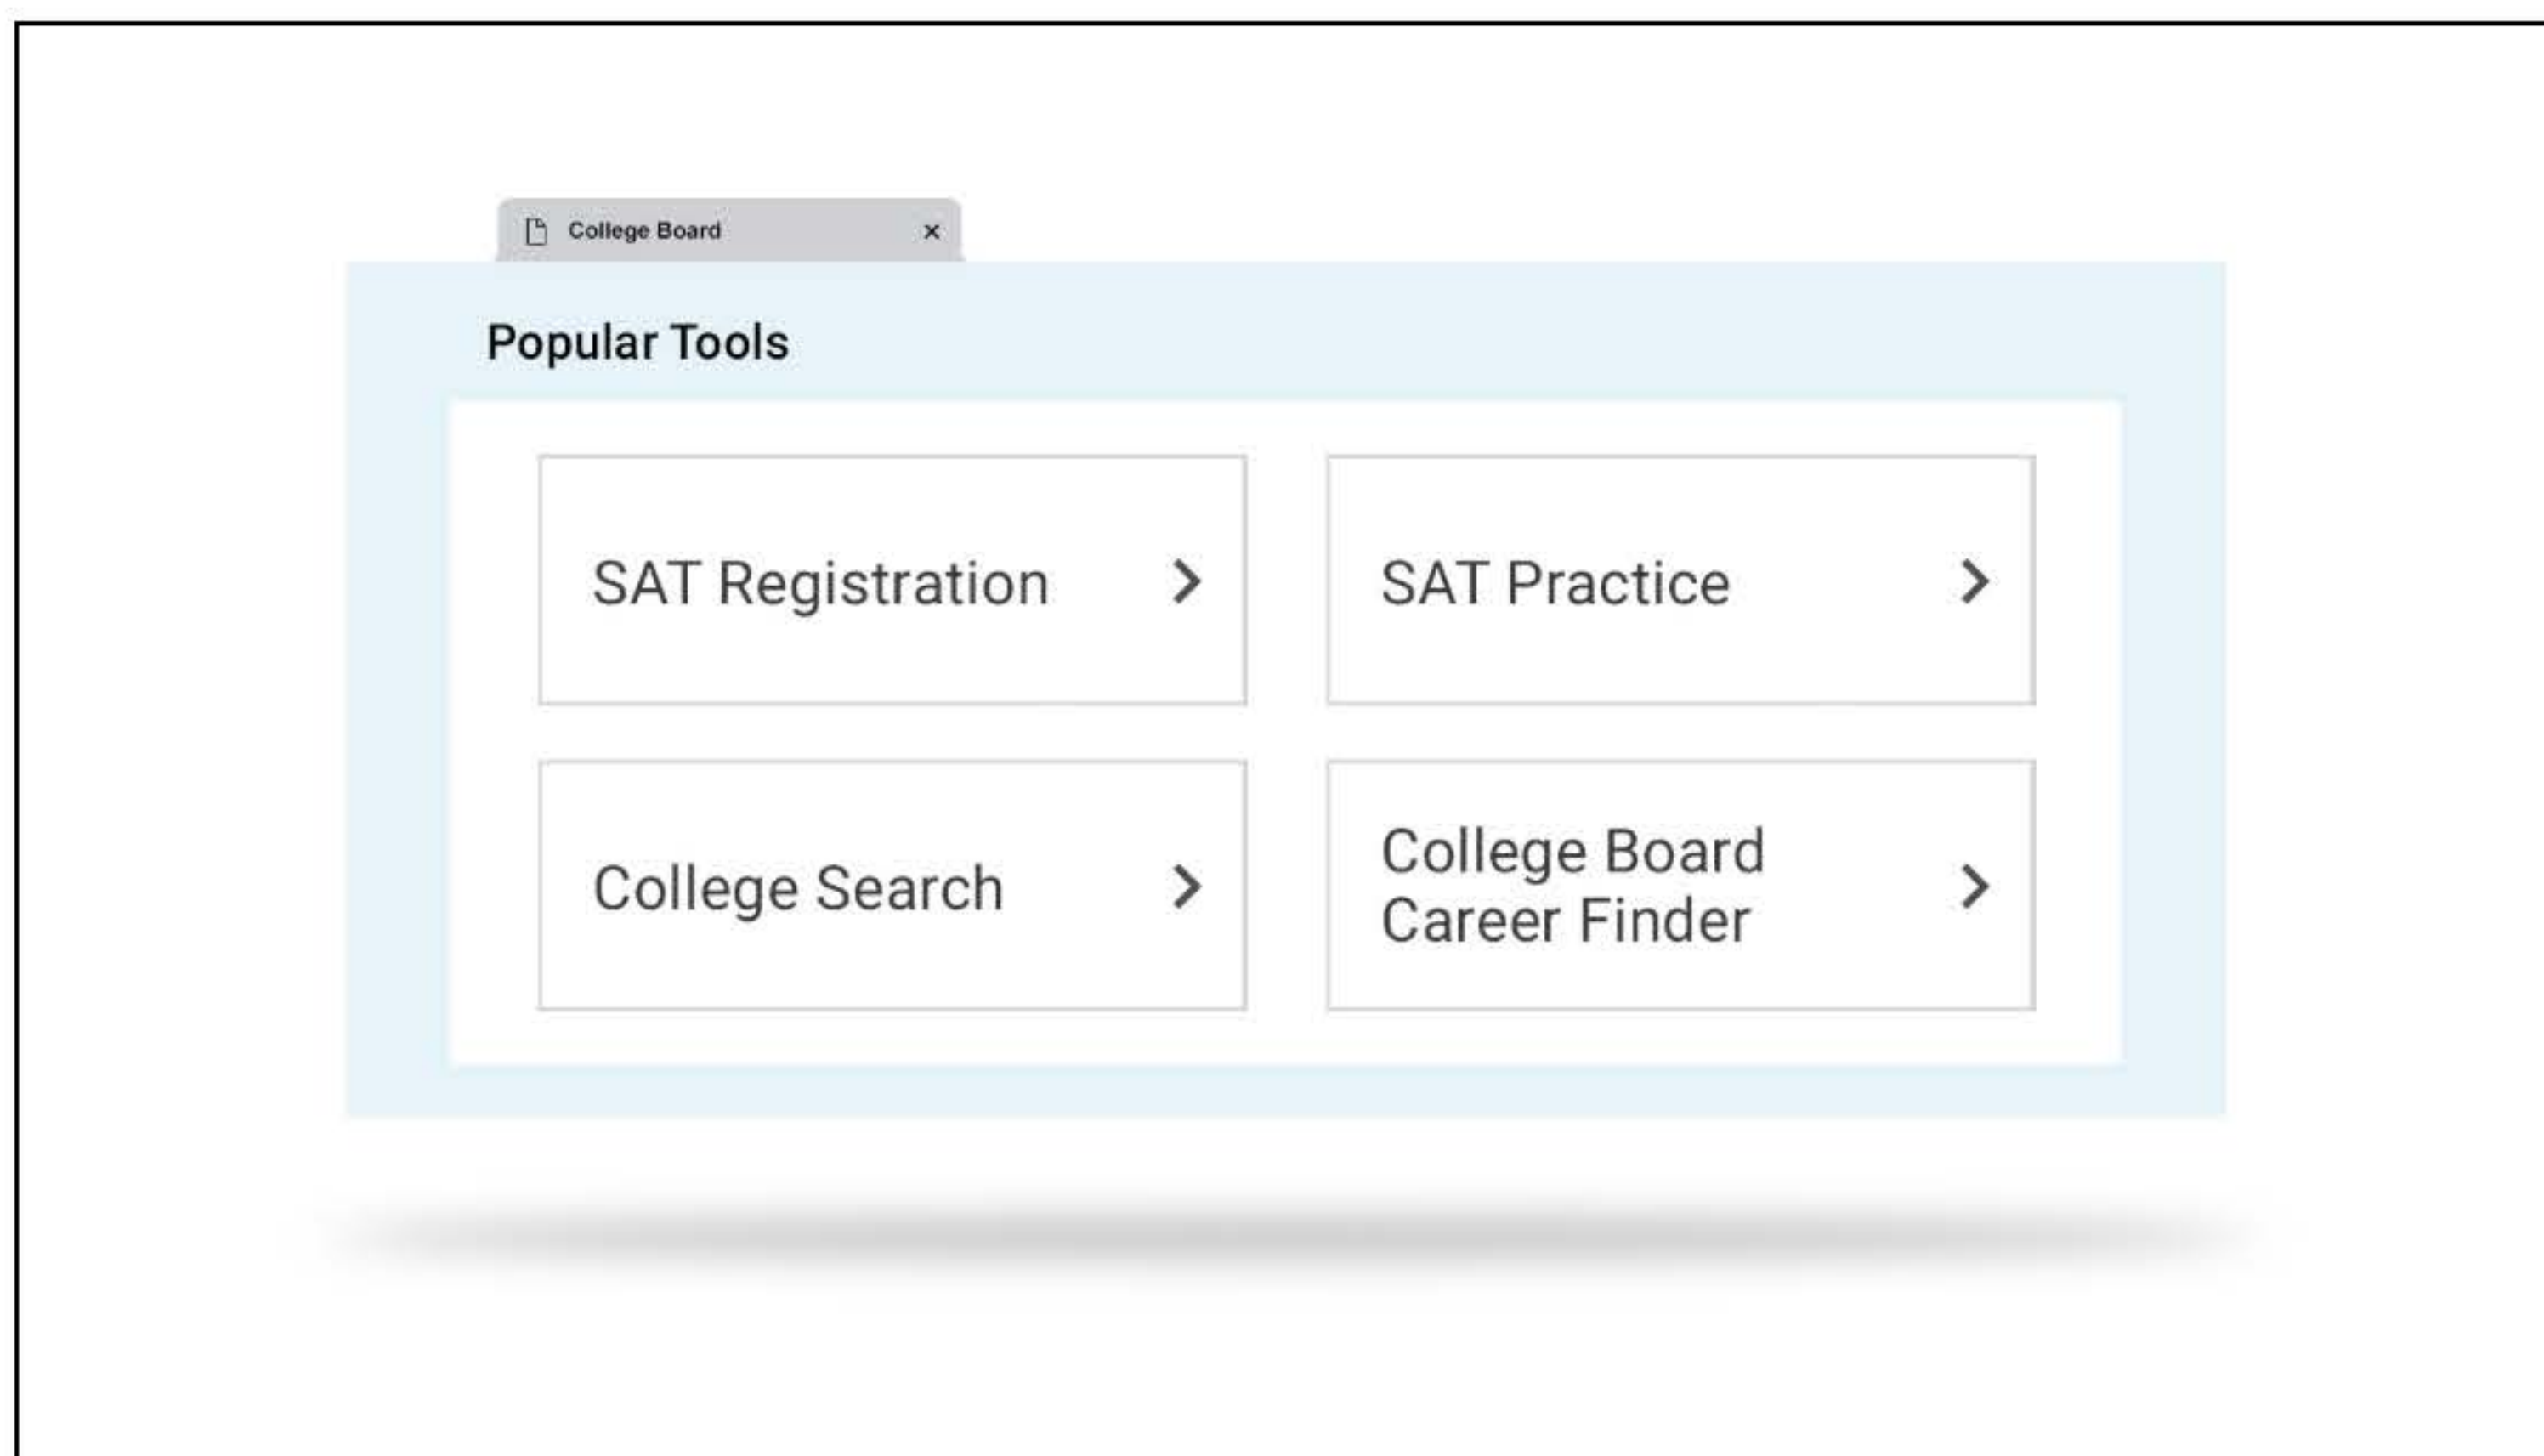 College Board
Popular Tools
SAT Registration
SAT Practice
College Search
College Board
Career Finder